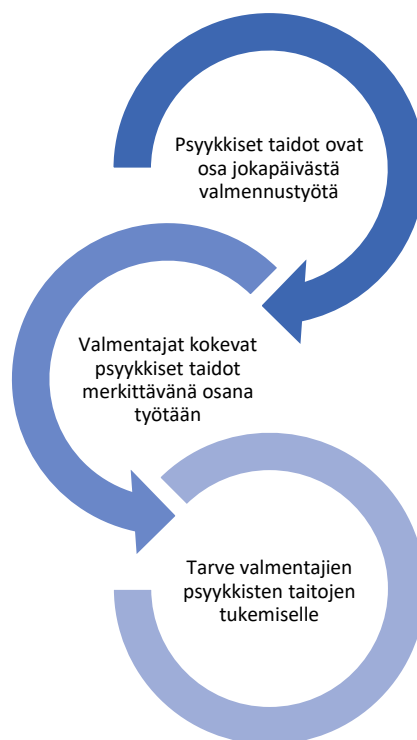 Psyykkiset taidot ovat
osa jokapäivästä
valmennustyötä
Valmentajat kokevat
psyykkiset taidot
merkittävänä osana
työtään
Tarve valmentajien
psyykkisten taitojen
tukemiselle